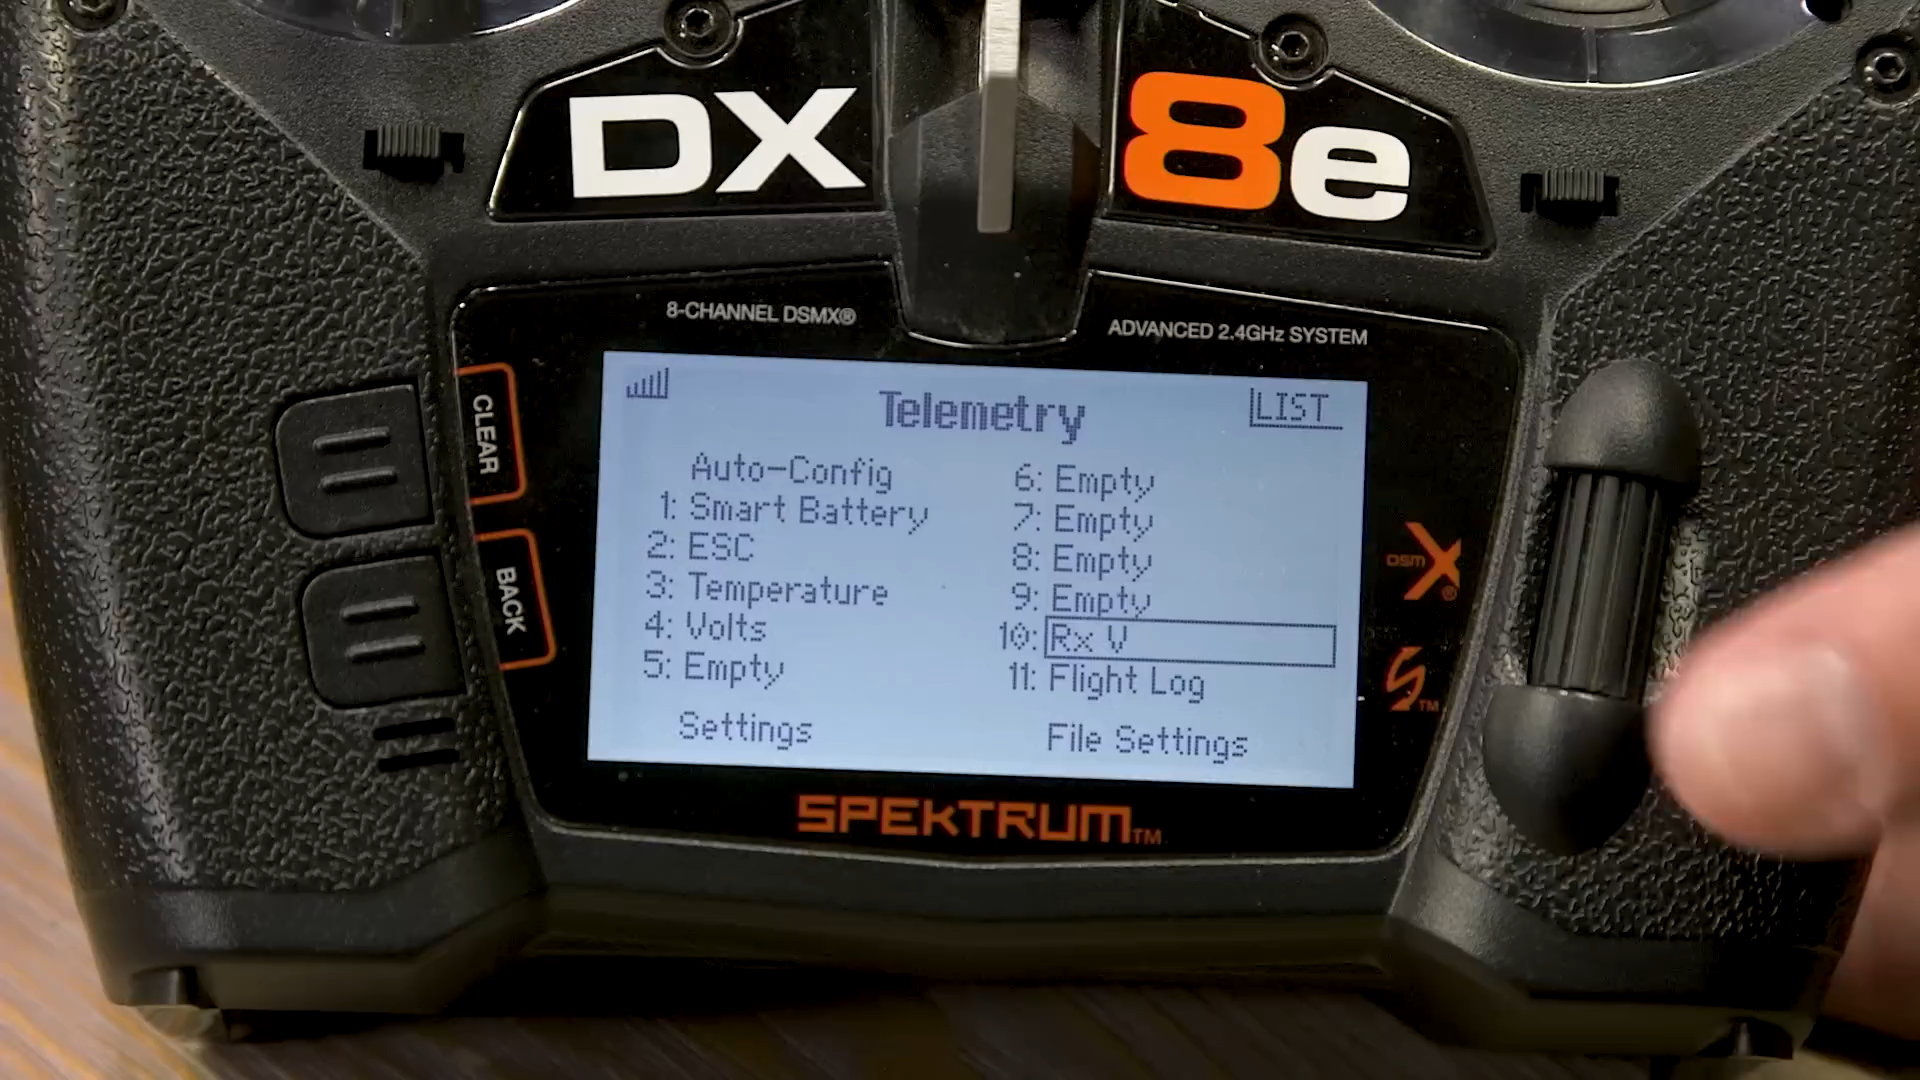 DX 8e
8-CHANNEL DSMX®
ADVANCED 2.4GHz SYSTEM
CLEAR
BACK
Telemetry
LIST
Auto-Config
1: Smart Battery
2: ESC
3: Temperature
4: Volts
5: Empty
6: Empty
7: Empty
8: Empty
9: Empty
10: Rx V
11: Flight Log
Settings
File Settings
DSMX®
S™
SPEKTRUM™